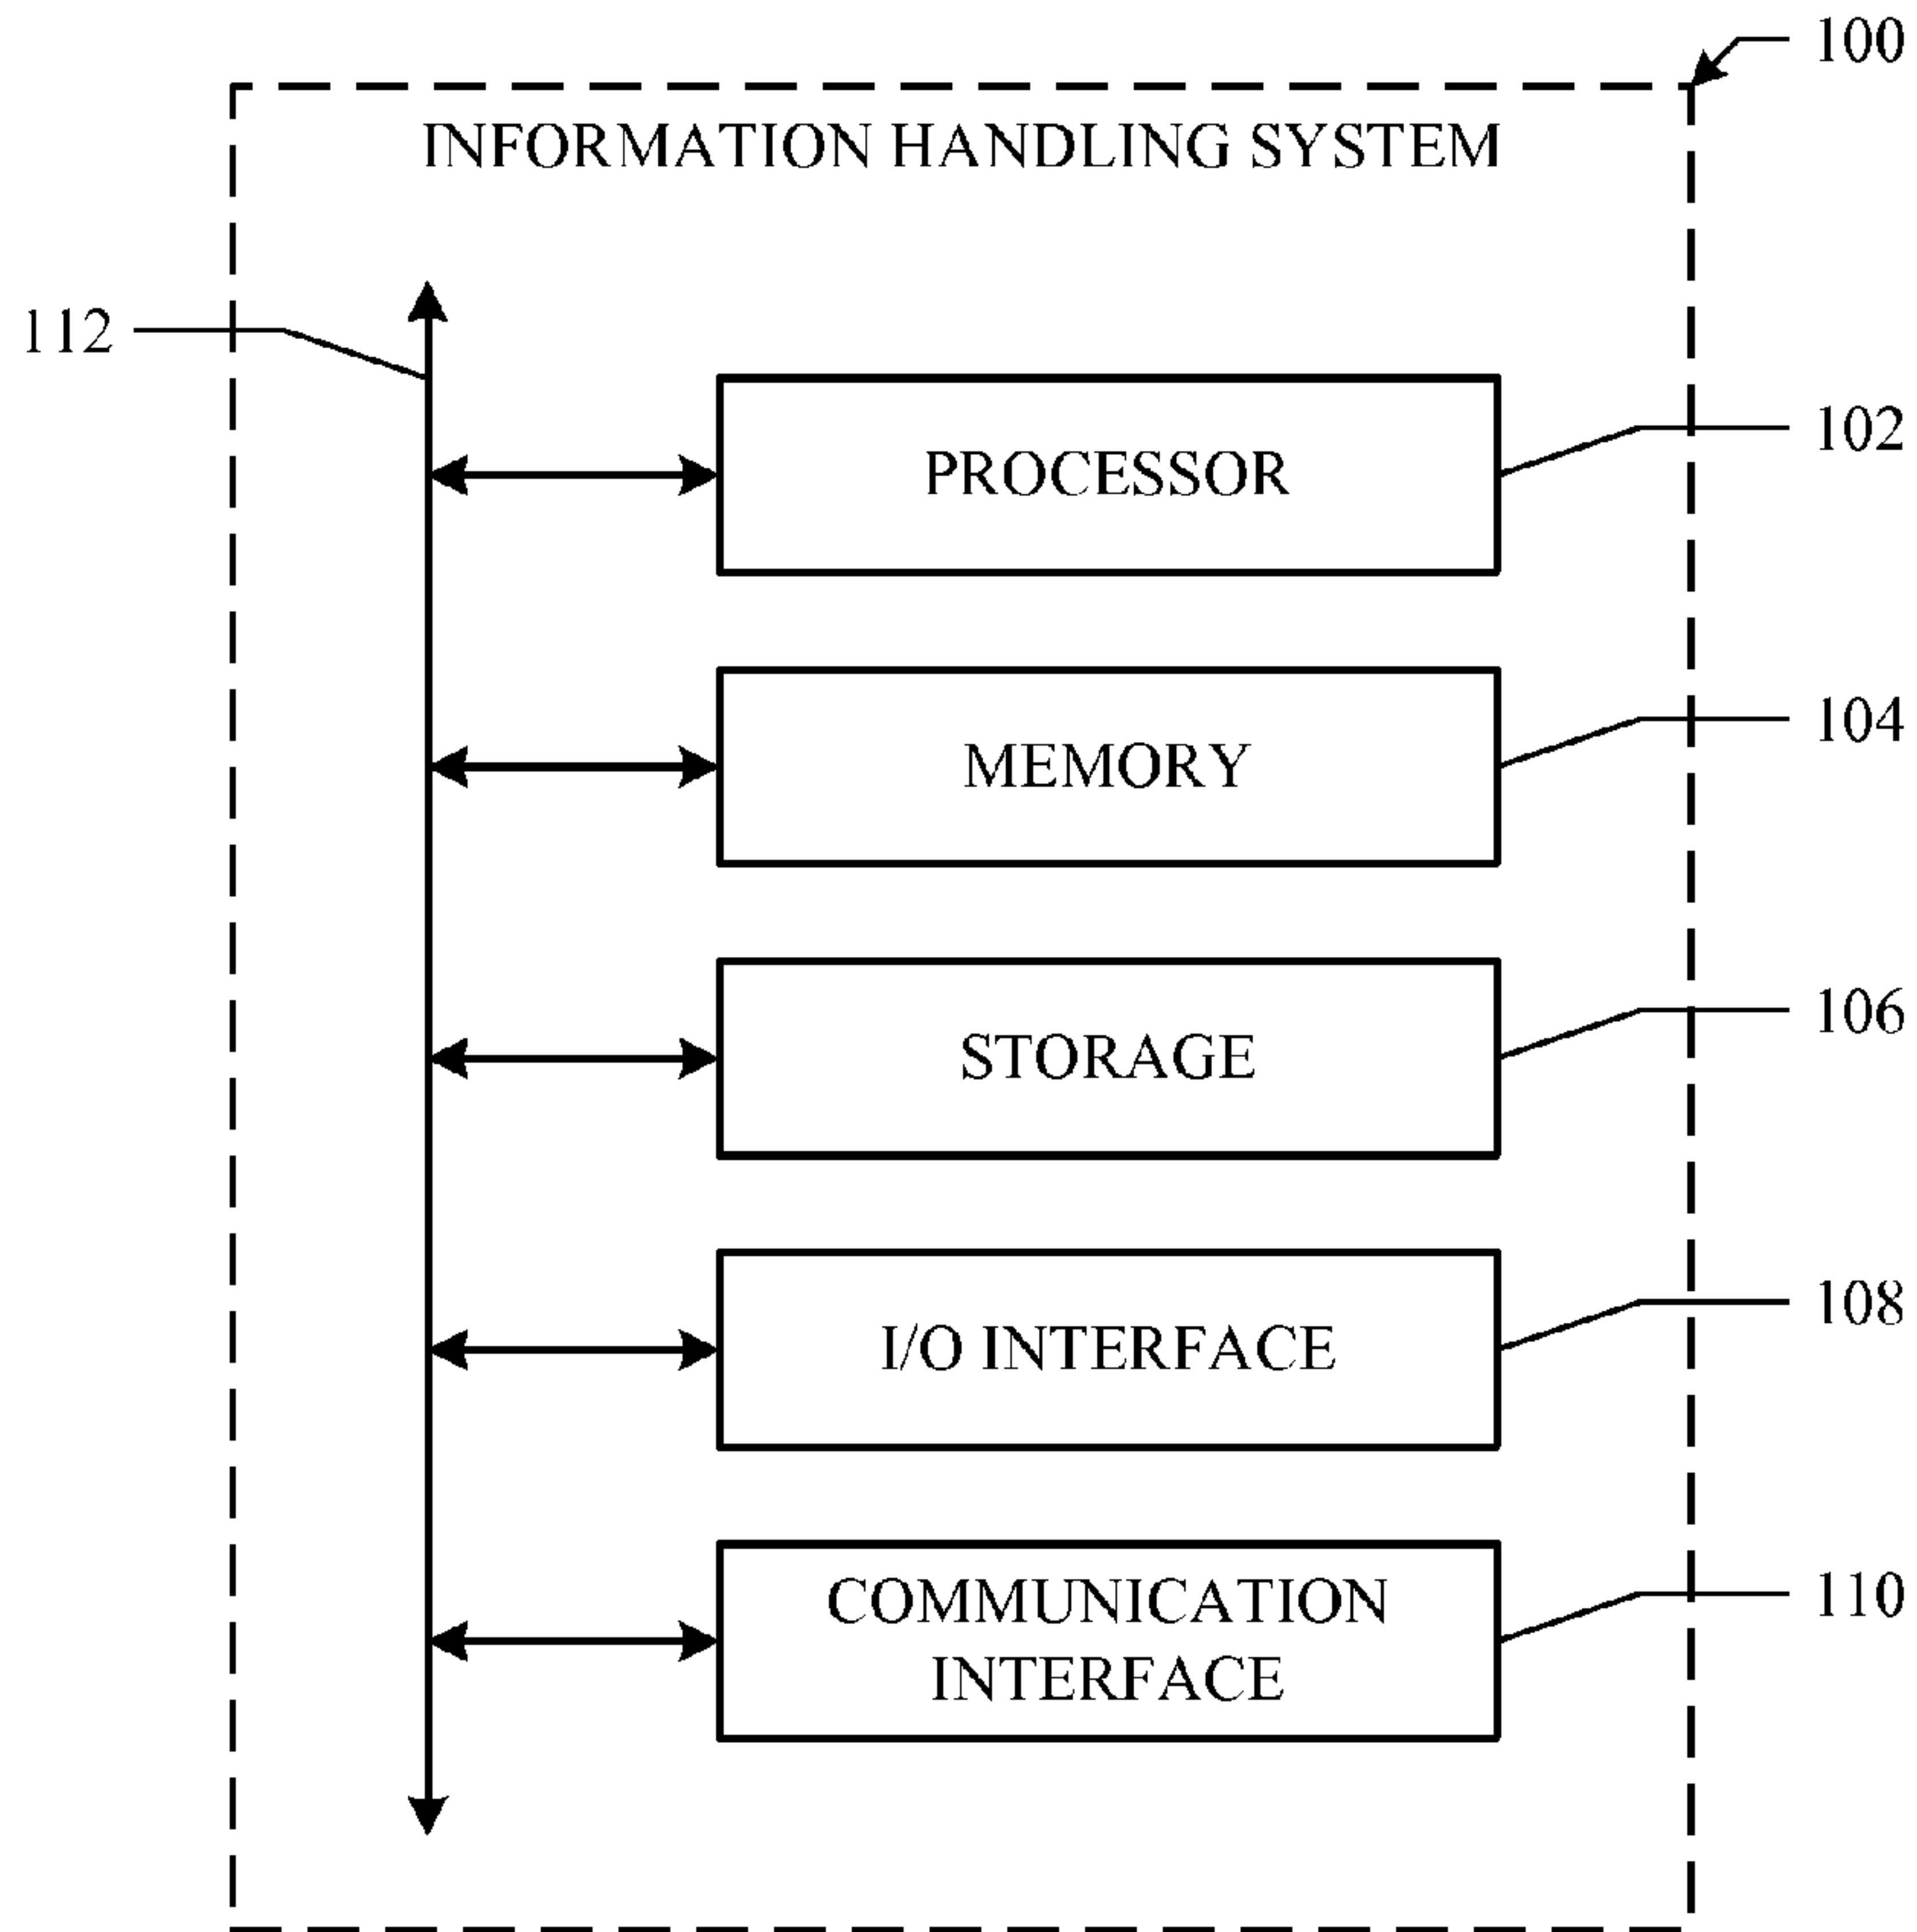 100
INFORMATION HANDLING SYSTEM
112
PROCESSOR
102
MEMORY
104
STORAGE
106
I/O INTERFACE
108
COMMUNICATION
INTERFACE
110